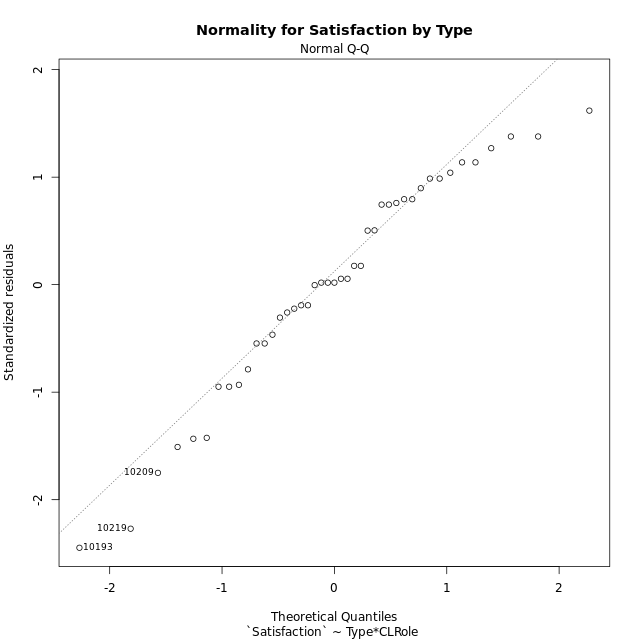 Normality for Satisfaction by Type
Normal Q-Q
2
1
0
-1
-2
Standardized residuals
10209
10219
10193
-2 -1 0 1 2
Theoretical Quantiles
`Satisfaction` ~ Type*CLRole